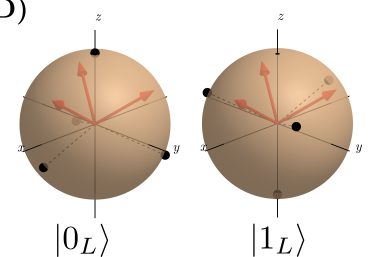 D)
z z
x y x y
|0_L⟩ |1_L⟩